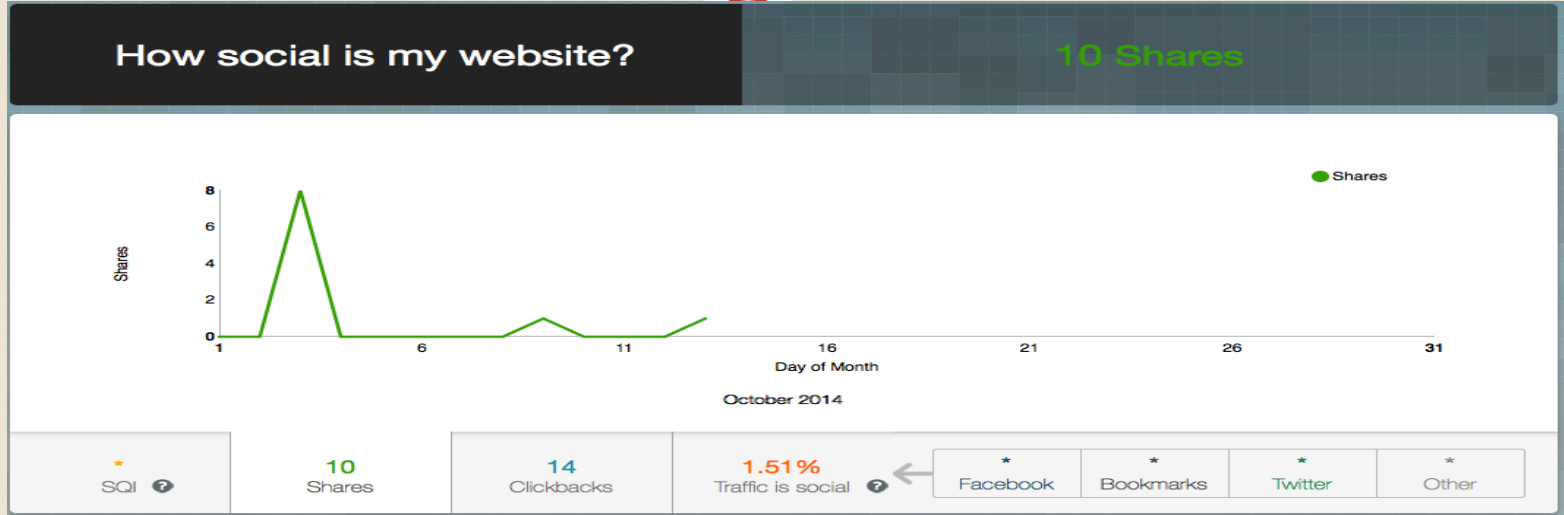 How social is my website?
10 Shares
Shares
8
6
4
2
0
Shares
1 6 11 16 21 26 31
Day of Month
October 2014
* SQI ?
10 Shares
14 Clickbacks
1.51% Traffic is social ?
* Facebook
* Bookmarks
* Twitter
* Other